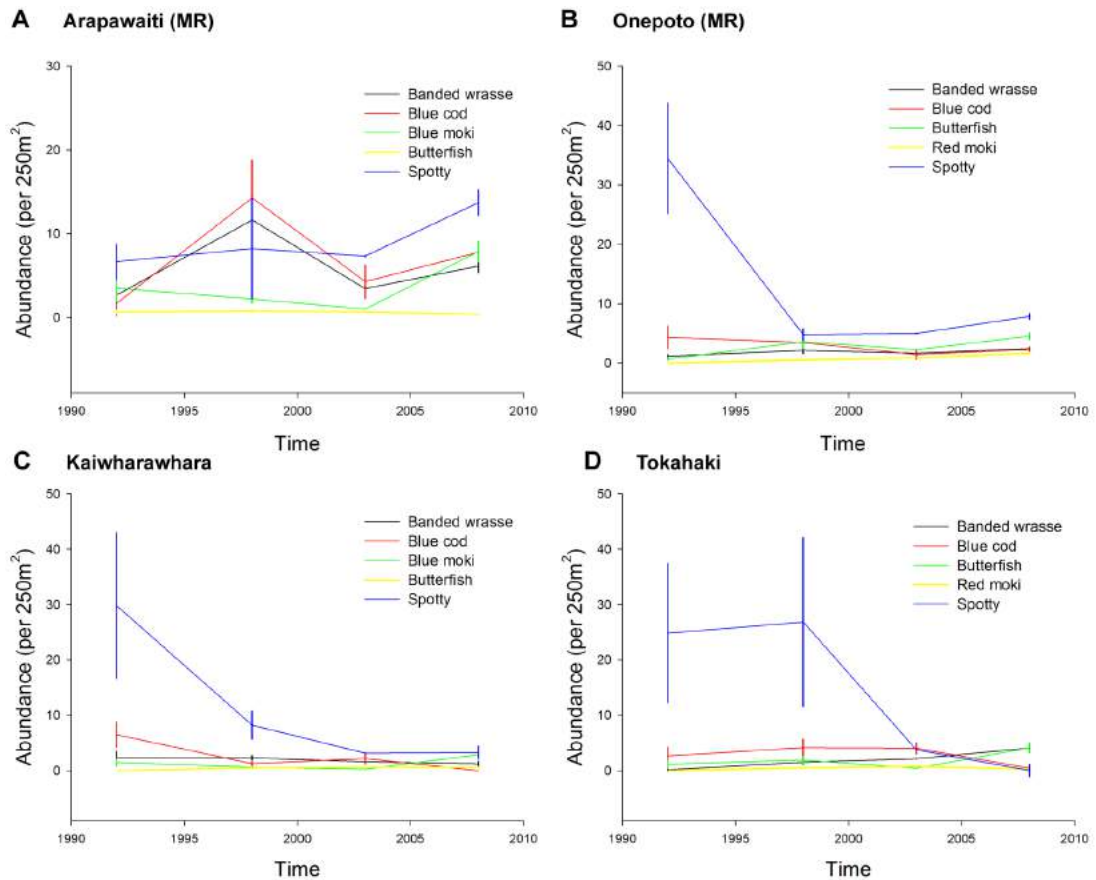 A Arapawaiti (MR)
Abundance (per 250m²)
30
20
10
0
Banded wrasse
Blue cod
Blue moki
Butterfish
Spotty
1990 1995 2000 2005 2010
Time
B Onepoto (MR)
Abundance (per 250m²)
50
40
30
20
10
0
Banded wrasse
Blue cod
Butterfish
Red moki
Spotty
1990 1995 2000 2005 2010
Time
C Kaiwharawhara
Abundance (per 250m²)
50
40
30
20
10
0
Banded wrasse
Blue cod
Blue moki
Butterfish
Spotty
1990 1995 2000 2005 2010
Time
D Tokahaki
Abundance (per 250m²)
50
40
30
20
10
0
Banded wrasse
Blue cod
Butterfish
Red moki
Spotty
1990 1995 2000 2005 2010
Time